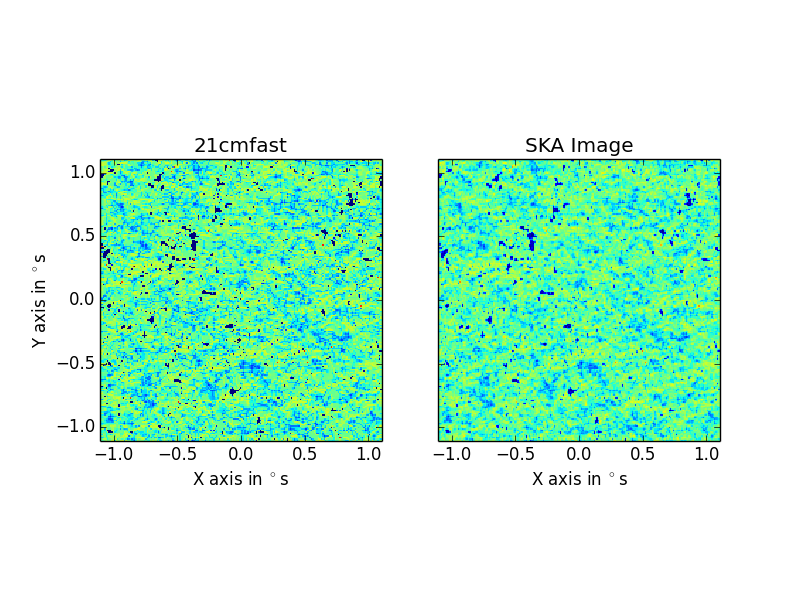 21cmfast
SKA Image
1.0
0.5
0.0
−0.5
−1.0
Y axis in °s
−1.0 −0.5 0.0 0.5 1.0
−1.0 −0.5 0.0 0.5 1.0
X axis in °s
X axis in °s